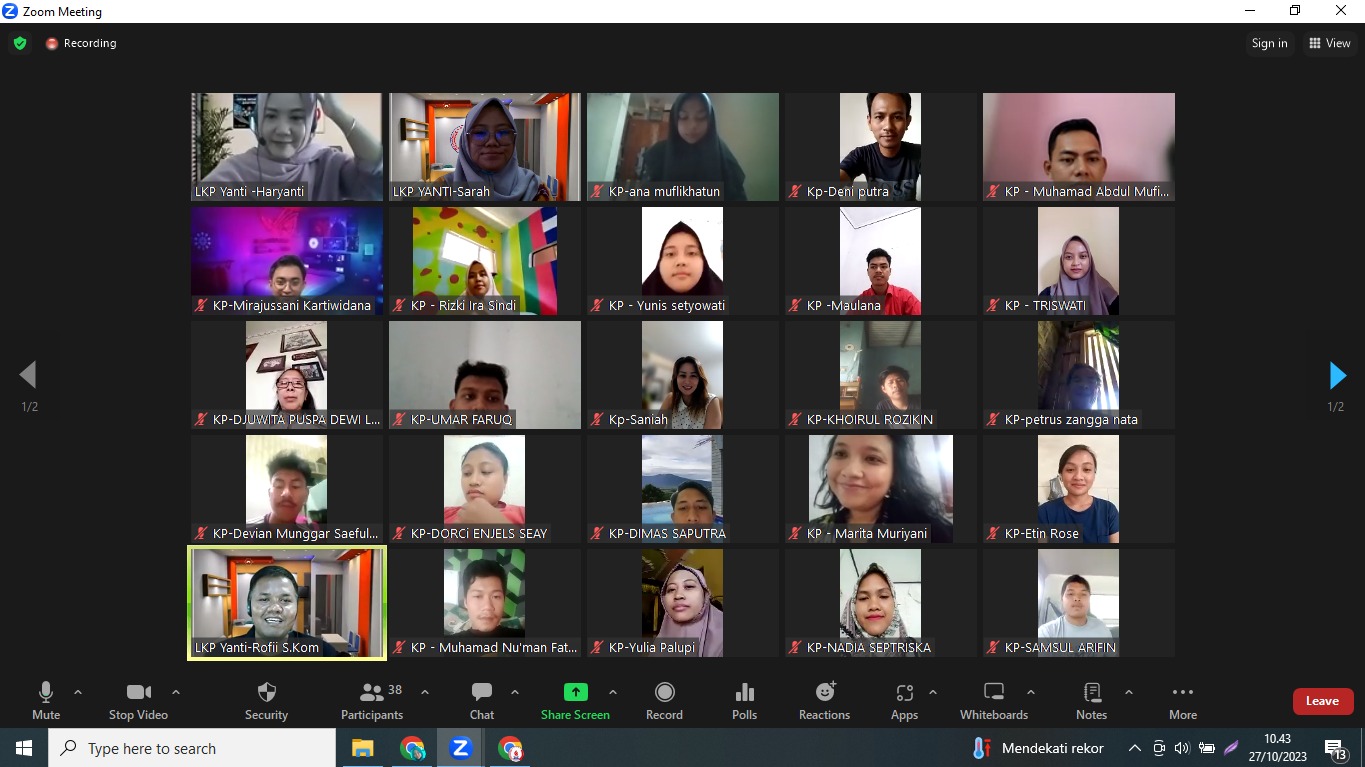 Zoom Meeting
Recording
Sign in
View
LKP Yanti -Haryanti
LKP YANTI-Sarah
KP-ana muflikhatun
Kp-Deni putra
KP - Muhamad Abdul Mufi...
KP-Mirajussani Kartiwidana
KP - Rizki Ira Sindi
KP - Yunis setyowati
KP -Maulana
KP - TRISWATI
1/2
1/2
KP-DJUWITA PUSPA DEWI L...
KP-UMAR FARUQ
Kp-Saniah
KP-KHOIRUL ROZIKIN
KP-petrus zangga nata
KP-Devian Munggar Saeful...
KP-DORCi ENJELS SEAY
KP-DIMAS SAPUTRA
KP - Marita Muriyani
KP-Etin Rose
LKP Yanti-Rofii S.Kom
KP - Muhamad Nu'man Fat...
KP-Yulia Palupi
KP-NADIA SEPTRISKA
KP-SAMSUL ARIFIN
Mute
Stop Video
Security
Participants
38
Chat
Share Screen
Record
Polls
Reactions
Apps
Whiteboards
Notes
More
Leave
Type here to search
Mendekati rekor
10.43
27/10/2023
13